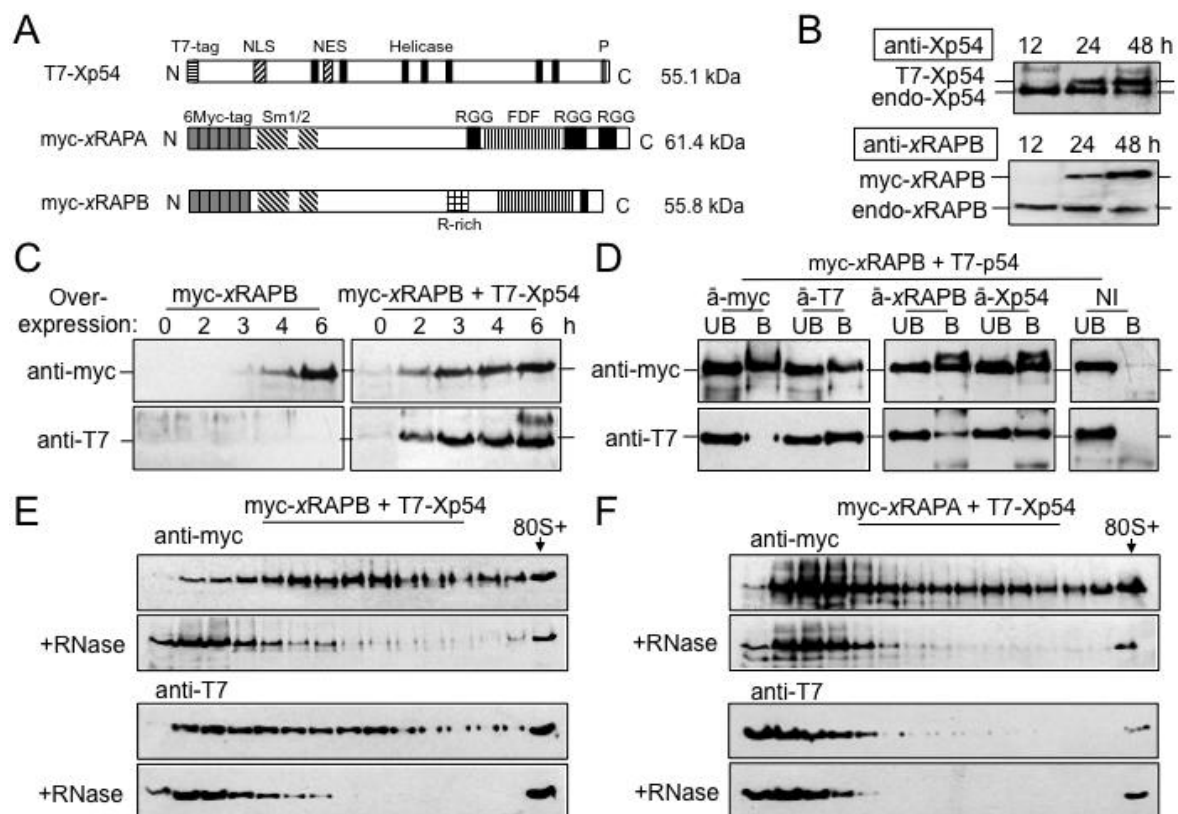 A
T7-tag NLS NES Helicase P
T7-Xp54 N C 55.1 kDa
6Myc-tag Sm1/2 RGG FDF RGG RGG
myc-xRAPA N C 61.4 kDa
myc-xRAPB N C 55.8 kDa
R-rich
B
anti-Xp54 12 24 48 h
T7-Xp54
endo-Xp54
12 24 48 h
anti-xRAPB
myc-xRAPB
endo-xRAPB
C
Over-expression:
myc-xRAPB myc-xRAPB + T7-Xp54
0 2 3 4 6 0 2 3 4 6 h
anti-myc
anti-T7
D
myc-xRAPB + T7-p54
ā-myc ā-T7 ā-xRAPB ā-Xp54 NI
UB B UB B UB B UB B UB B
anti-myc
anti-T7
E
myc-xRAPB + T7-Xp54
anti-myc 80S+
+RNase
anti-T7
+RNase
F
myc-xRAPA + T7-Xp54
anti-myc 80S+
+RNase
anti-T7
+RNase